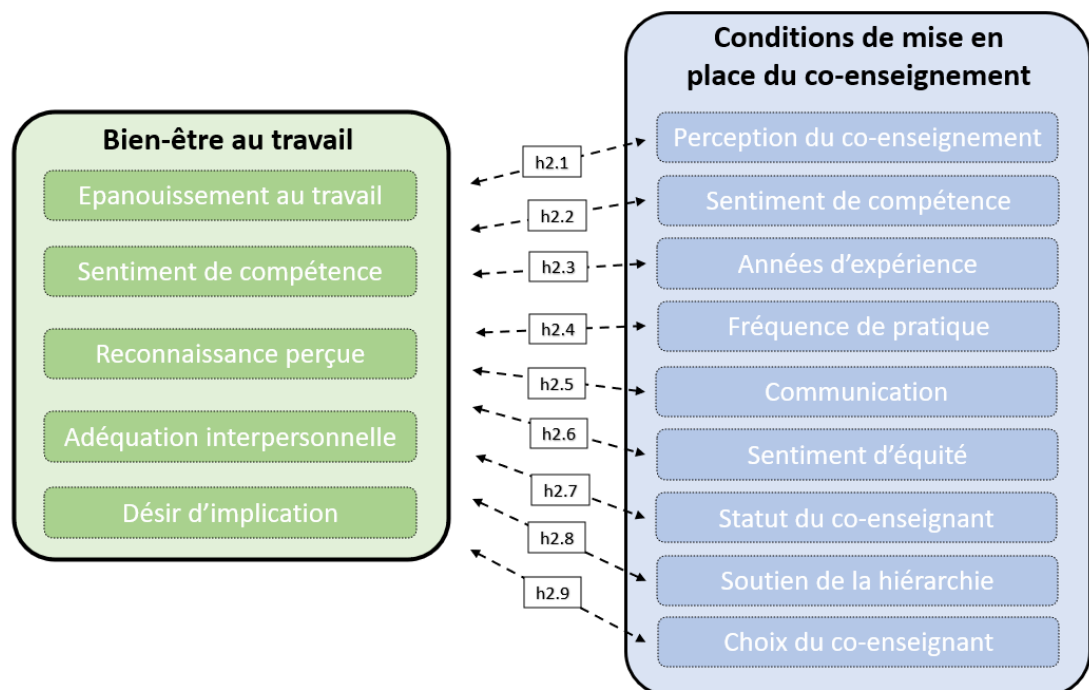 Bien-être au travail
Epanouissement au travail
Sentiment de compétence
Reconnaissance perçue
Adéquation interpersonnelle
Désir d'implication
h2.1
h2.2
h2.3
h2.4
h2.5
h2.6
h2.7
h2.8
h2.9
Conditions de mise en
place du co-enseignement
Perception du co-enseignement
Sentiment de compétence
Années d'expérience
Fréquence de pratique
Communication
Sentiment d'équité
Statut du co-enseignant
Soutien de la hiérarchie
Choix du co-enseignant